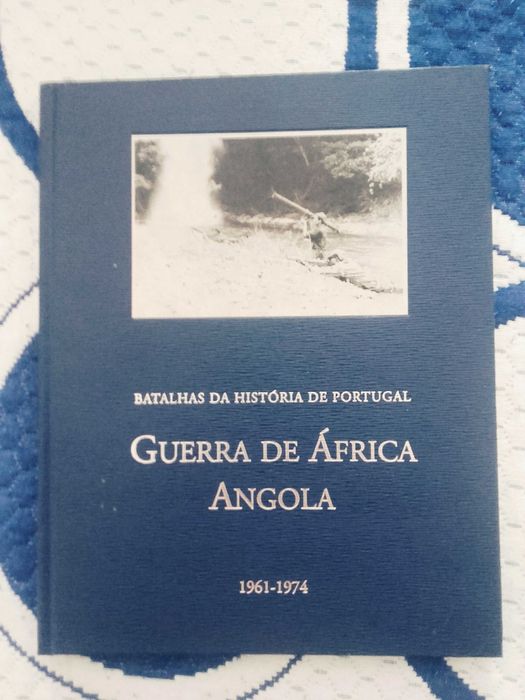 BATALHAS DA HISTÓRIA DE PORTUGAL
GUERRA DE ÁFRICA
ANGOLA
1961-1974